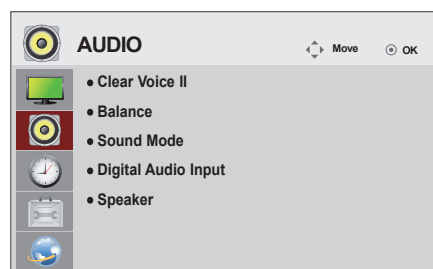 AUDIO Move OK
Clear Voice II
Balance
Sound Mode
Digital Audio Input
Speaker